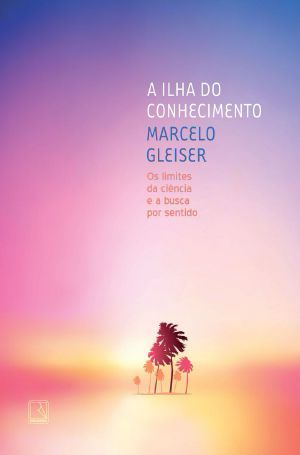 A ILHA DO
CONHECIMENTO
MARCELO
GLEISER
Os limites
da ciência
e a busca
por sentido